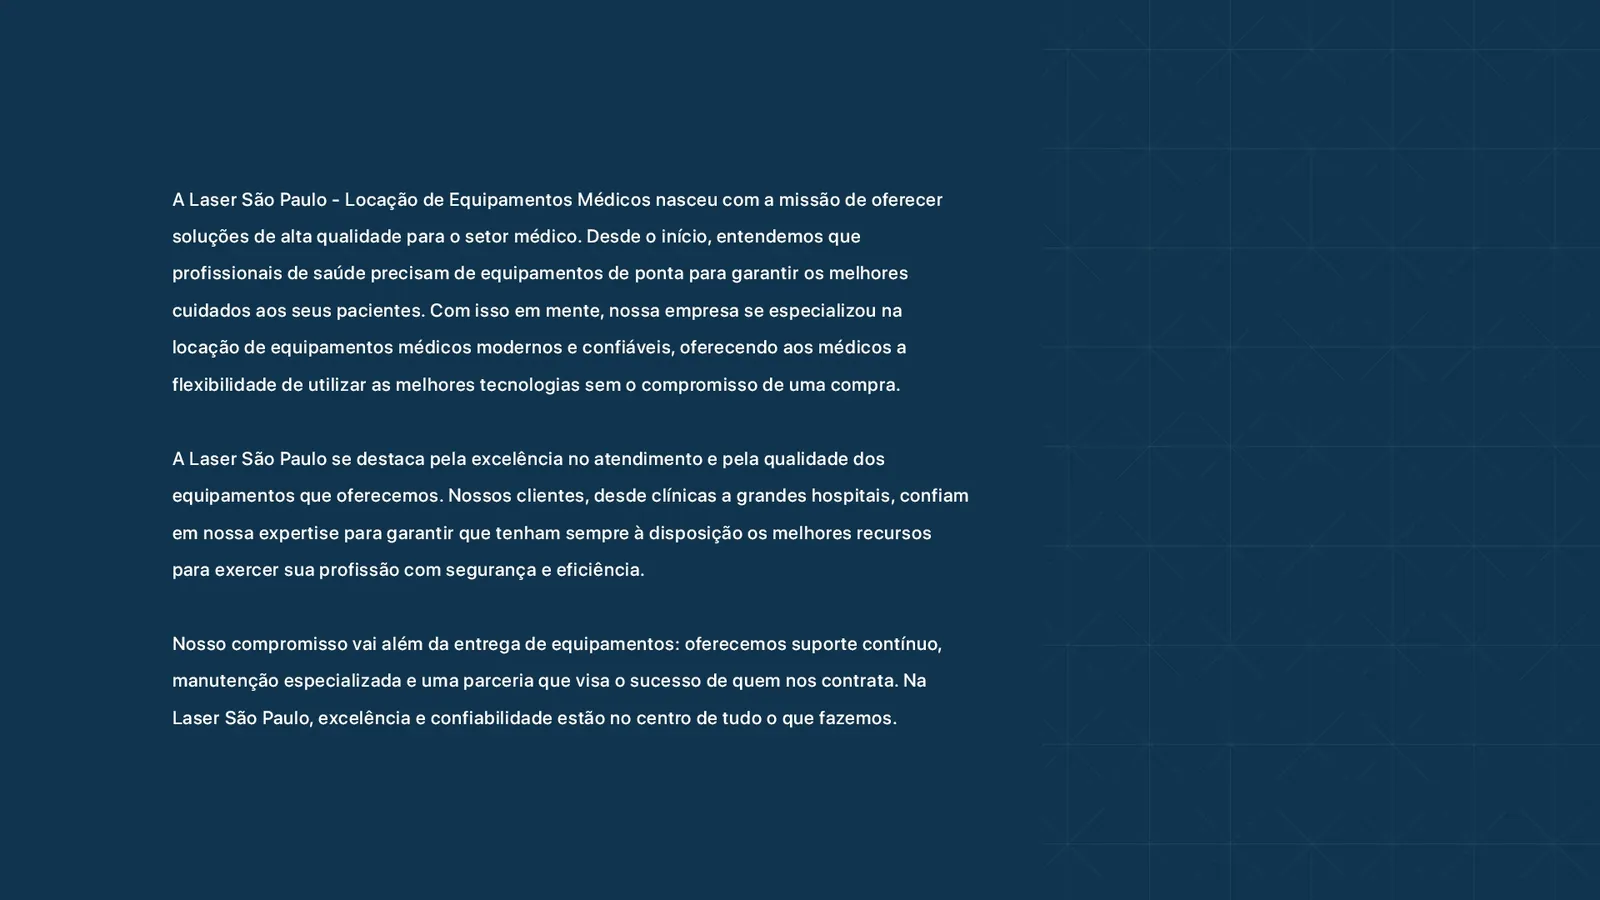 A Laser São Paulo - Locação de Equipamentos Médicos nasceu com a missão de oferecer
soluções de alta qualidade para o setor médico. Desde o início, entendemos que
profissionais de saúde precisam de equipamentos de ponta para garantir os melhores
cuidados aos seus pacientes. Com isso em mente, nossa empresa se especializou na
locação de equipamentos médicos modernos e confiáveis, oferecendo aos médicos a
flexibilidade de utilizar as melhores tecnologias sem o compromisso de uma compra.
A Laser São Paulo se destaca pela excelência no atendimento e pela qualidade dos
equipamentos que oferecemos. Nossos clientes, desde clínicas a grandes hospitais, confiam
em nossa expertise para garantir que tenham sempre à disposição os melhores recursos
para exercer sua profissão com segurança e eficiência.
Nosso compromisso vai além da entrega de equipamentos: oferecemos suporte contínuo,
manutenção especializada e uma parceria que visa o sucesso de quem nos contrata. Na
Laser São Paulo, excelência e confiabilidade estão no centro de tudo o que fazemos.